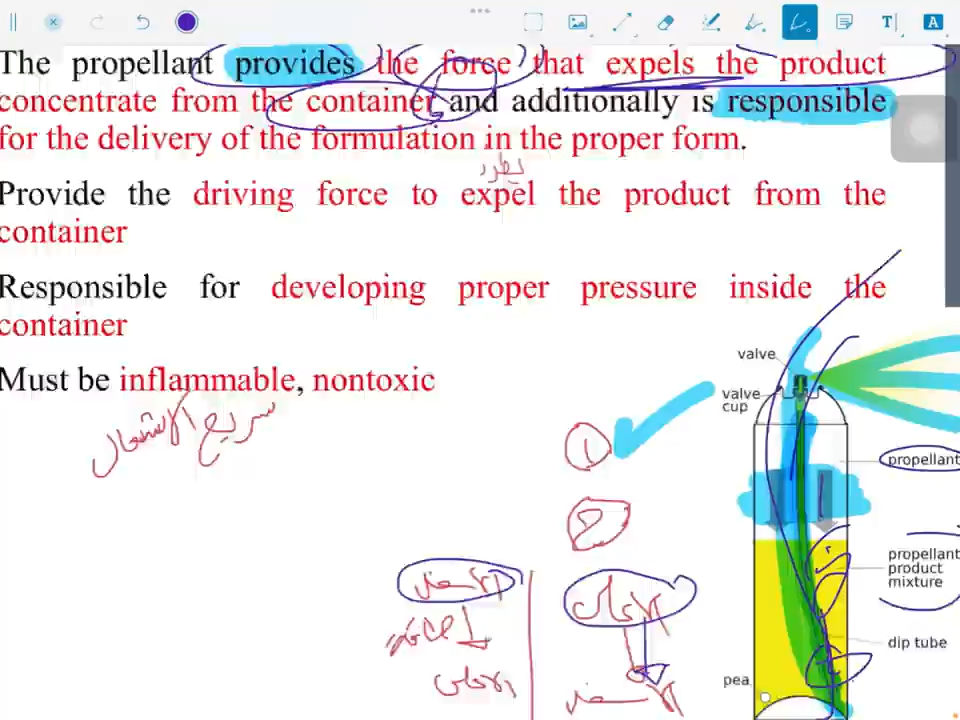 The propellant provides the force that expels the product
concentrate from the container and additionally is responsible
for the delivery of the formulation in the proper form.
يطرد
Provide the driving force to expel the product from the
container
Responsible for developing proper pressure inside the
container
Must be inflammable, nontoxic
سريع الاشتعال
valve
valve
cup
propellant
propellant
product
mixture
dip tube
pea